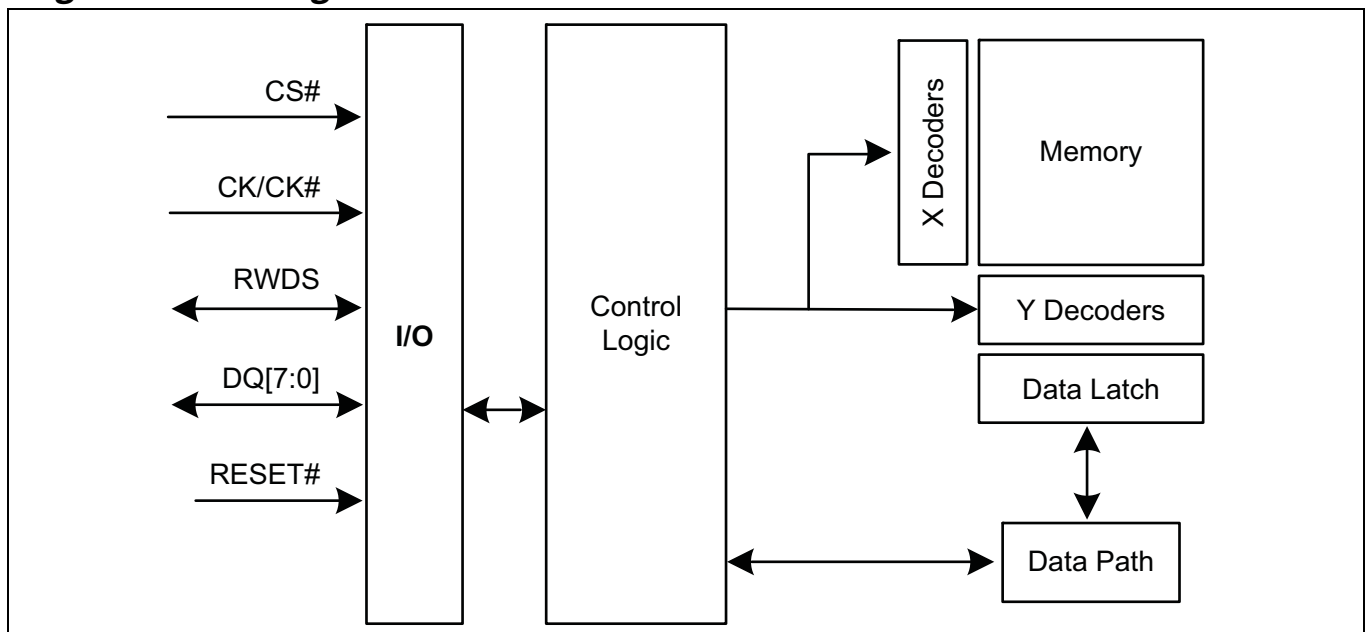 CS#
CK/CK#
RWDS
DQ[7:0]
RESET#
I/O
Control
Logic
X Decoders
Memory
Y Decoders
Data Latch
Data Path